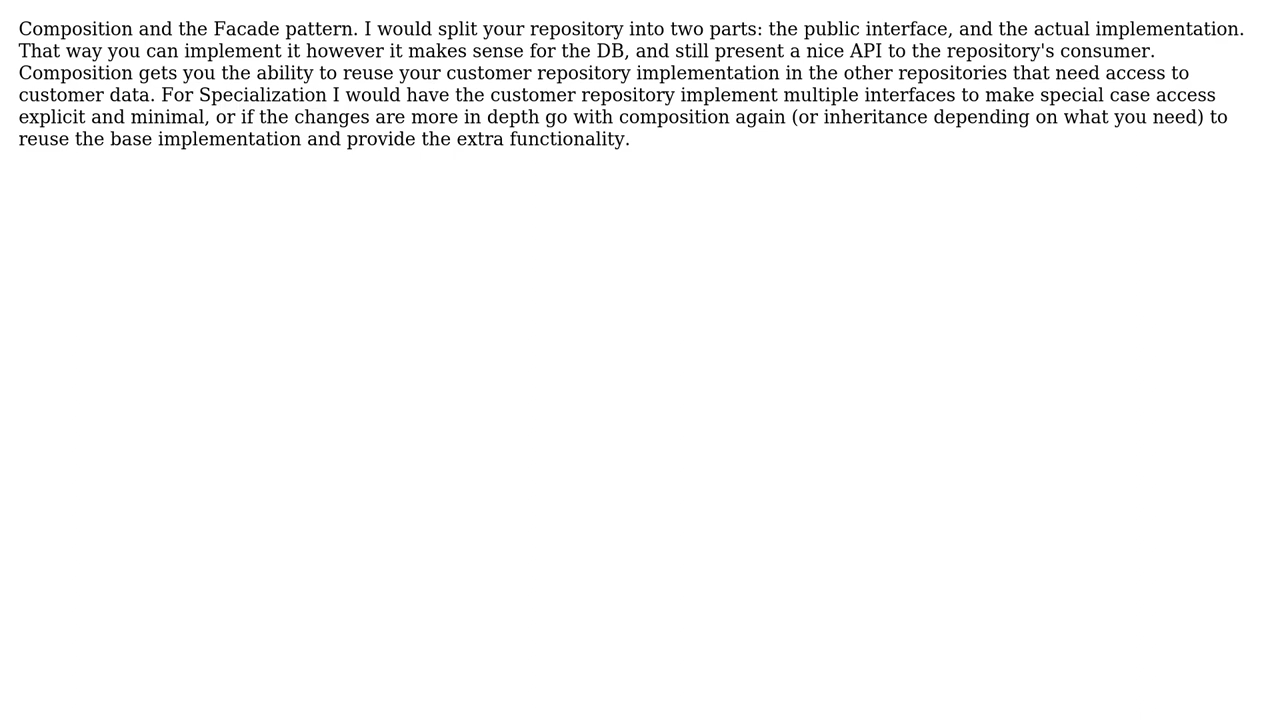 Composition and the Facade pattern. I would split your repository into two parts: the public interface, and the actual implementation.
That way you can implement it however it makes sense for the DB, and still present a nice API to the repository's consumer.
Composition gets you the ability to reuse your customer repository implementation in the other repositories that need access to
customer data. For Specialization I would have the customer repository implement multiple interfaces to make special case access
explicit and minimal, or if the changes are more in depth go with composition again (or inheritance depending on what you need) to
reuse the base implementation and provide the extra functionality.